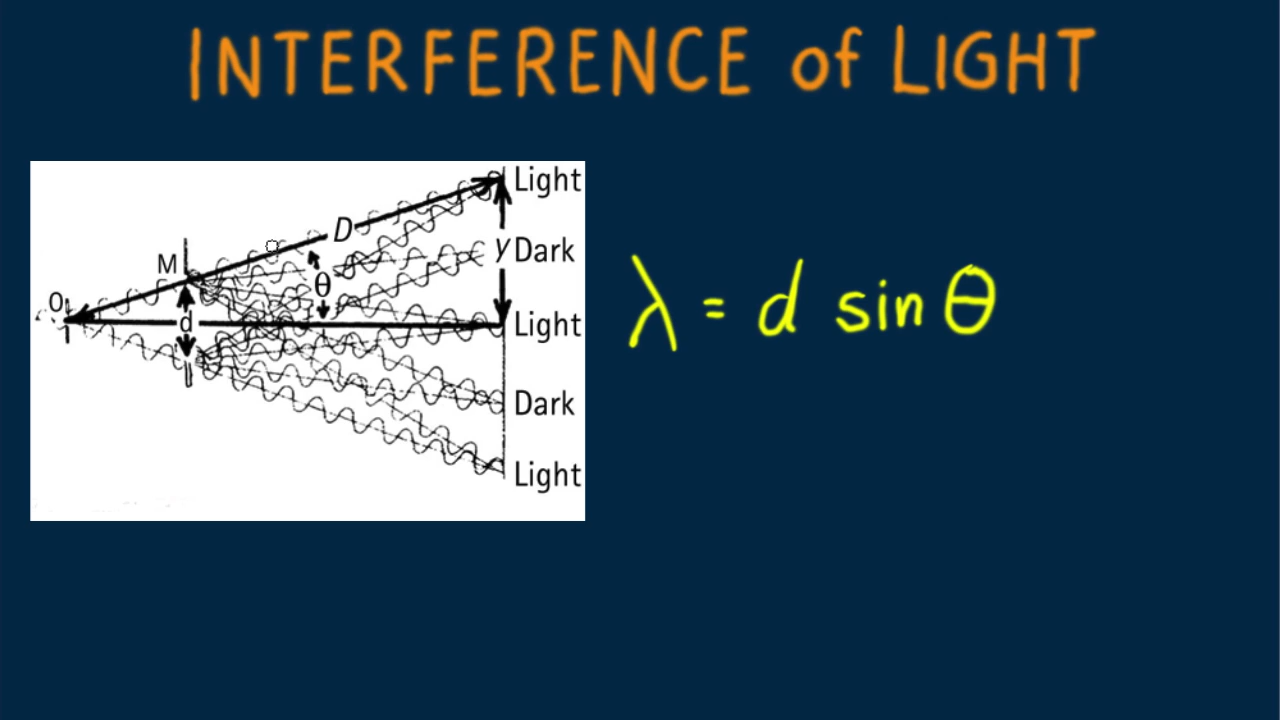 INTERFERENCE of LIGHT
Light
D
M
y Dark
θ
O
d
Light
λ = d sin θ
Dark
Light